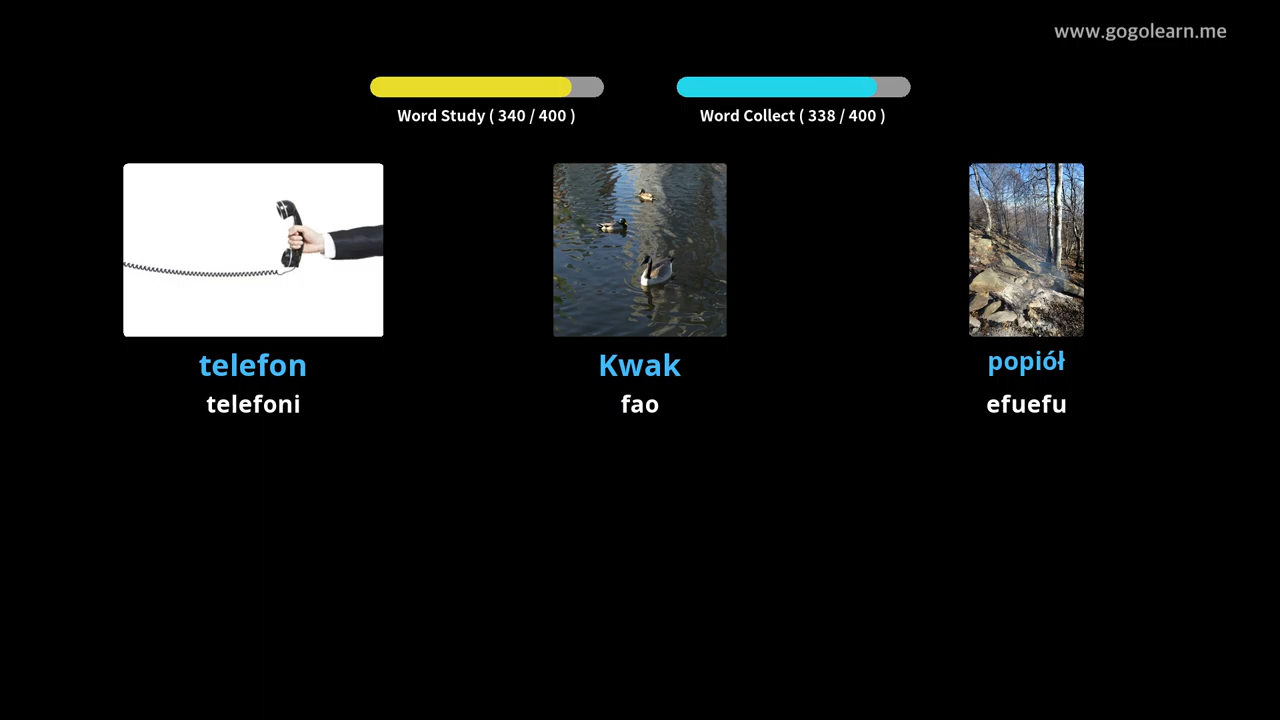 www.gogolearn.me
Word Study ( 340 / 400 )
Word Collect ( 338 / 400 )
telefon
Kwak
popiół
telefoni
fao
efuefu